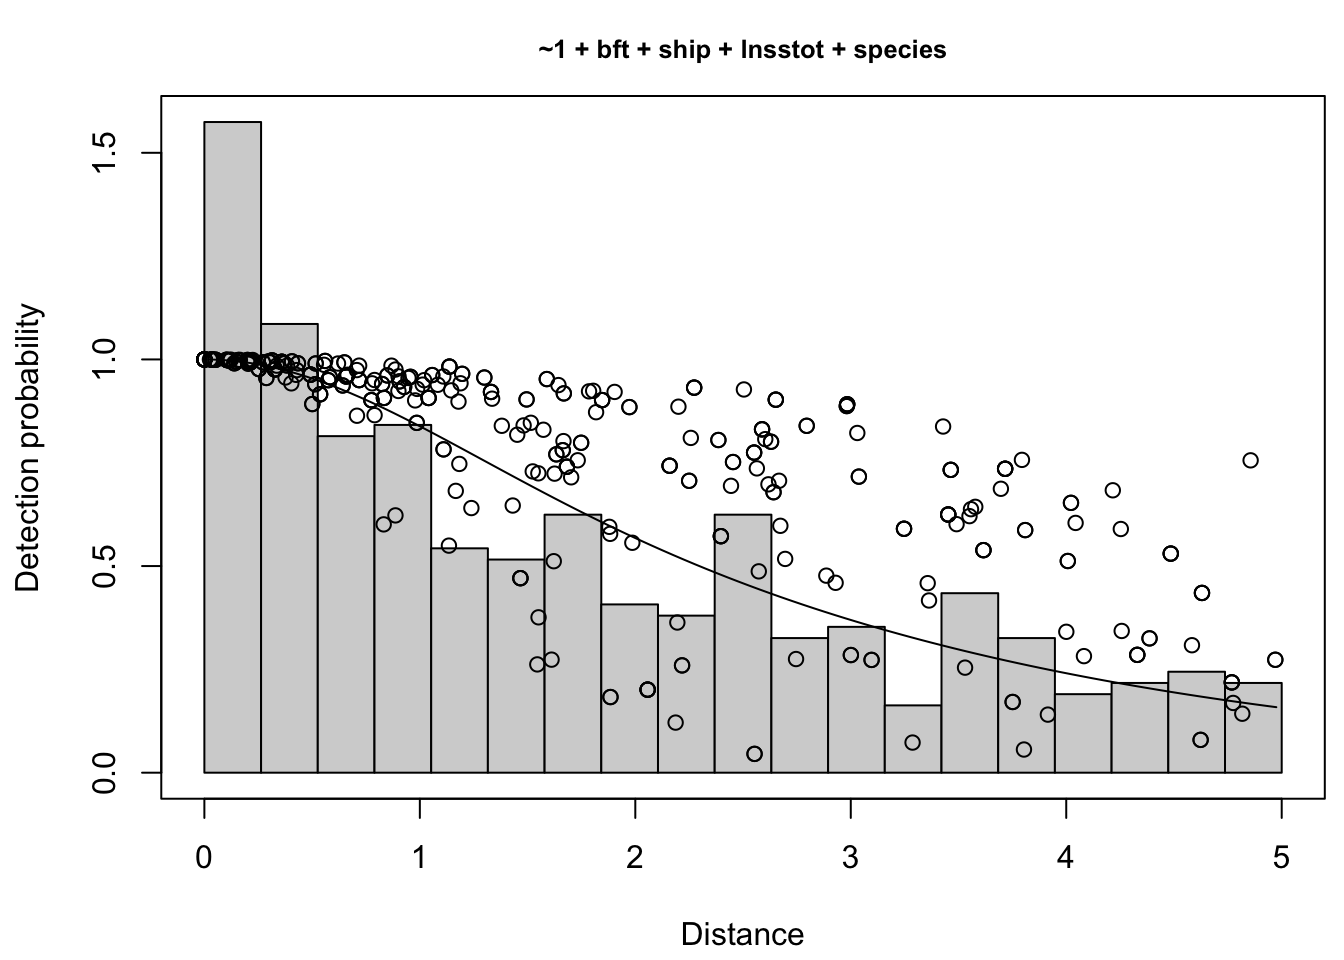 ~1 + bft + ship + lnsstot + species
Detection probability
1.5
1.0
0.5
0.0
0 1 2 3 4 5
Distance